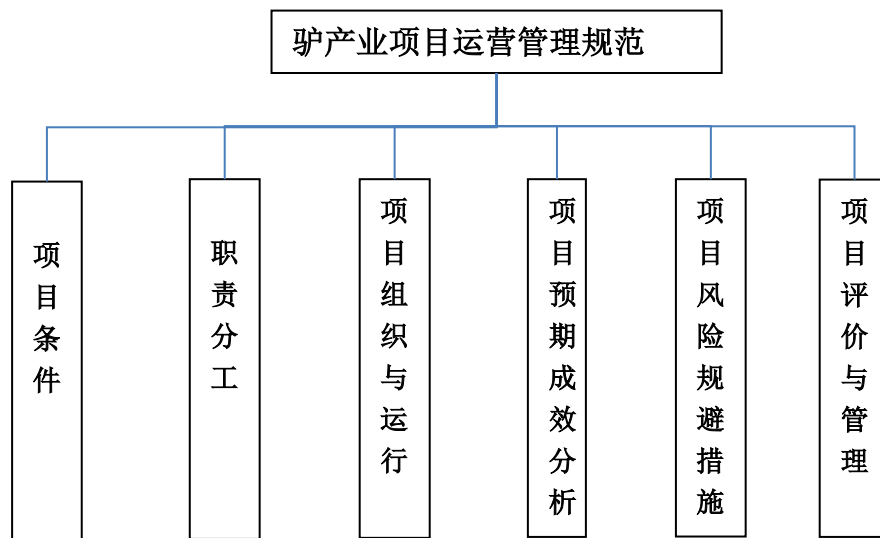 驴产业项目运营管理规范
项目条件
职责分工
项目组织与运行
项目预期成效分析
项目风险规避措施
项目评价与管理